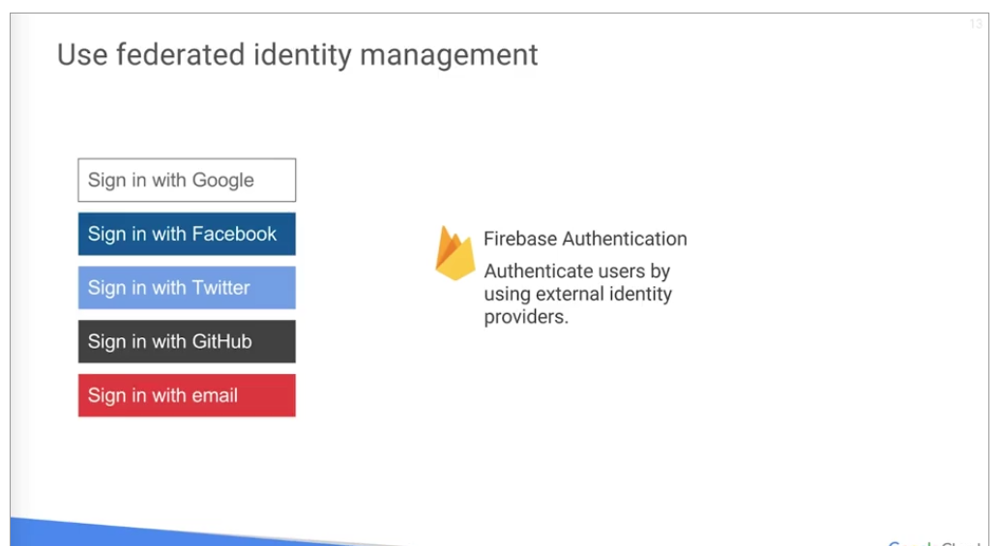 13
Use federated identity management
Sign in with Google
Sign in with Facebook
Sign in with Twitter
Sign in with GitHub
Sign in with email
Firebase Authentication
Authenticate users by
using external identity
providers.